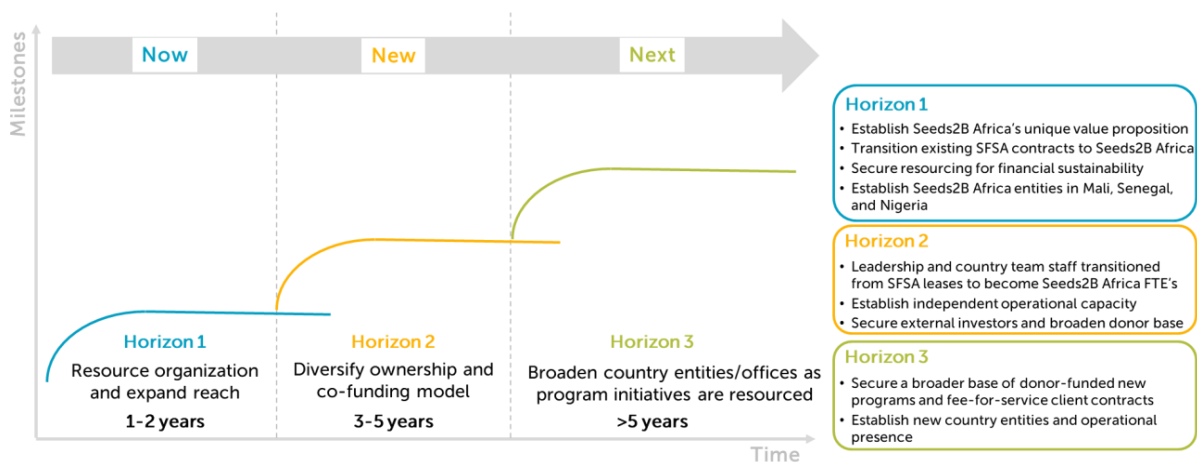 Milestones
Now
New
Next
Horizon 1
Resource organization
and expand reach
1-2 years
Horizon 2
Diversify ownership and
co-funding model
3-5 years
Horizon 3
Broaden country entities/offices as
program initiatives are resourced
>5 years
Time
Horizon 1
• Establish Seeds2B Africa's unique value proposition
• Transition existing SFSA contracts to Seeds2B Africa
• Secure resourcing for financial sustainability
• Establish Seeds2B Africa entities in Mali, Senegal,
and Nigeria
Horizon 2
• Leadership and country team staff transitioned
from SFSA leases to become Seeds2B Africa FTE's
• Establish independent operational capacity
• Secure external investors and broaden donor base
Horizon 3
• Secure a broader base of donor-funded new
programs and fee-for-service client contracts
• Establish new country entities and operational
presence